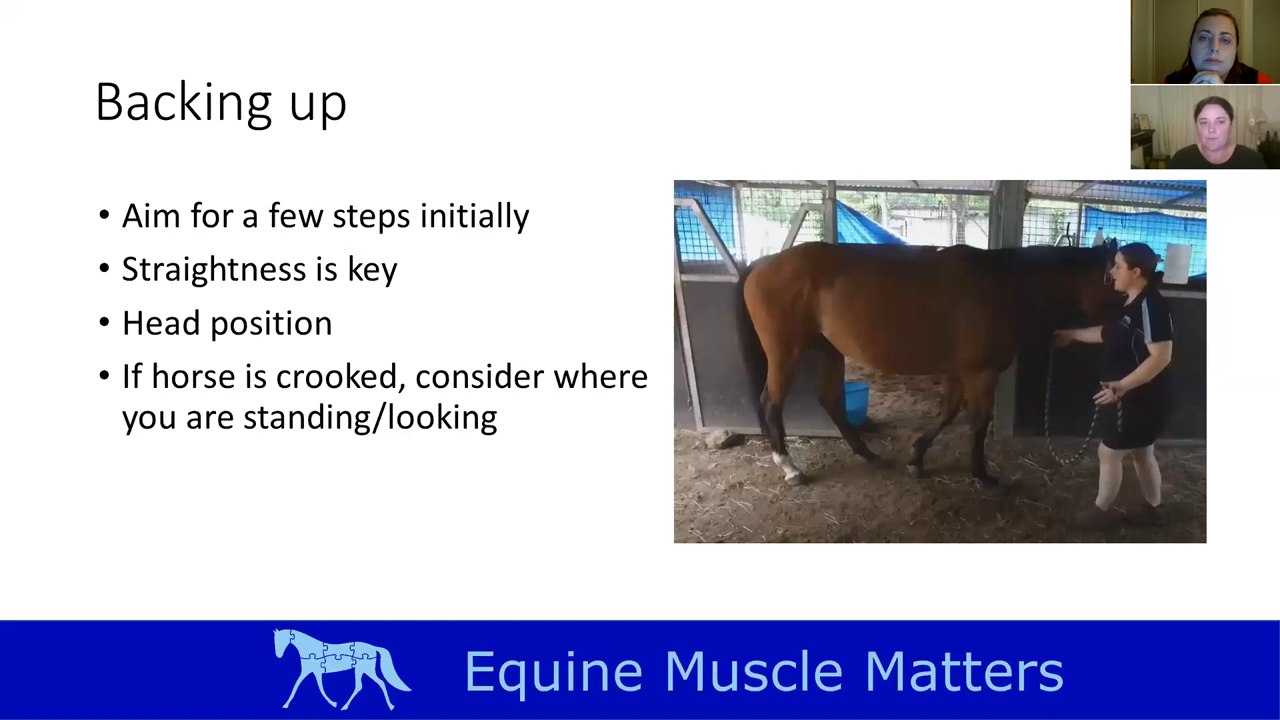 Backing up
• Aim for a few steps initially
• Straightness is key
• Head position
• If horse is crooked, consider where
you are standing/looking
Equine Muscle Matters